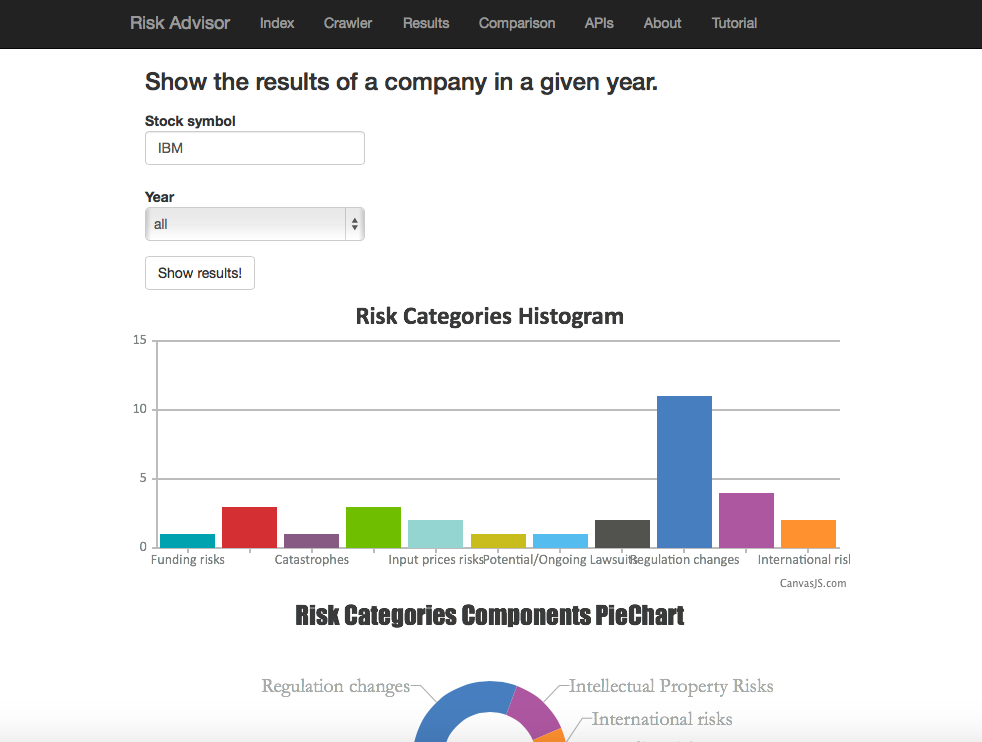 Risk Advisor Index Crawler Results Comparison APIs About Tutorial
Show the results of a company in a given year.
Stock symbol
IBM
Year
all
Show results!
Risk Categories Histogram
15
10
5
0
Funding risks Catastrophes Input prices risks Potential/Ongoing Lawsuits Regulation changes International risl
CanvasJS.com
Risk Categories Components PieChart
Regulation changes Intellectual Property Risks
International risks